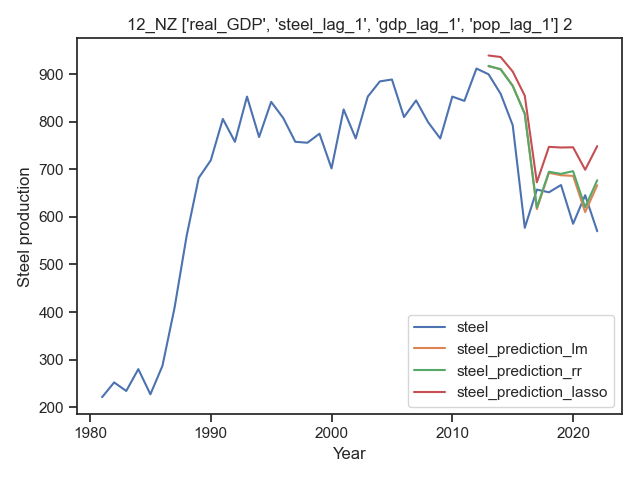 12_NZ ['real_GDP', 'steel_lag_1', 'gdp_lag_1', 'pop_lag_1'] 2
900
800
700
600
500
400
300
200
Steel production
1980
1990
2000
2010
2020
Year
steel
steel_prediction_lm
steel_prediction_rr
steel_prediction_lasso